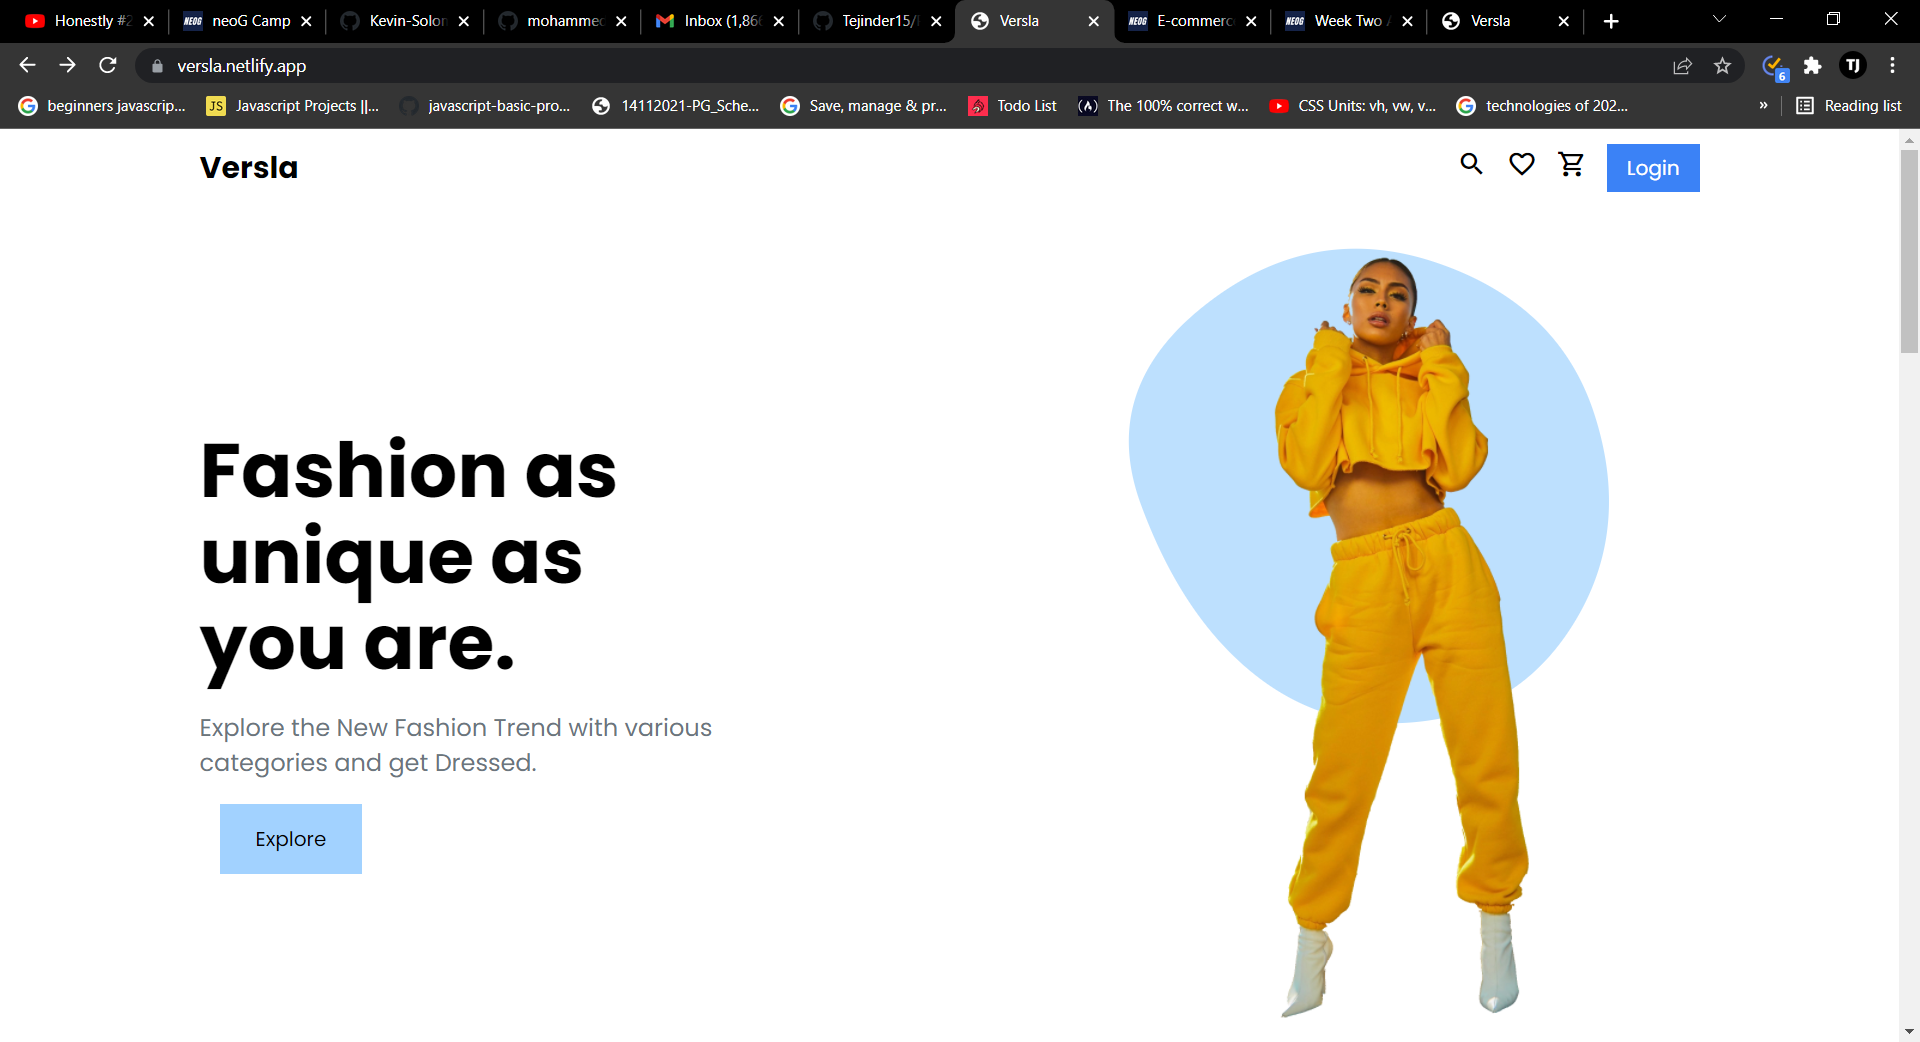 Honestly #2
neoG Camp
Kevin-Solon
mohammed
Inbox (1,86
Tejinder15/
Versla
E-commerc
Week Two
Versla
versla.netlify.app
6
TJ
beginners javascrip...
JS
Javascript Projects ||...
javascript-basic-pro...
14112021-PG_Sche...
Save, manage & pr...
Todo List
The 100% correct w...
CSS Units: vh, vw, v...
technologies of 202...
»
Reading list
Versla
Login
Fashion as
unique as
you are.
Explore the New Fashion Trend with various
categories and get Dressed.
Explore